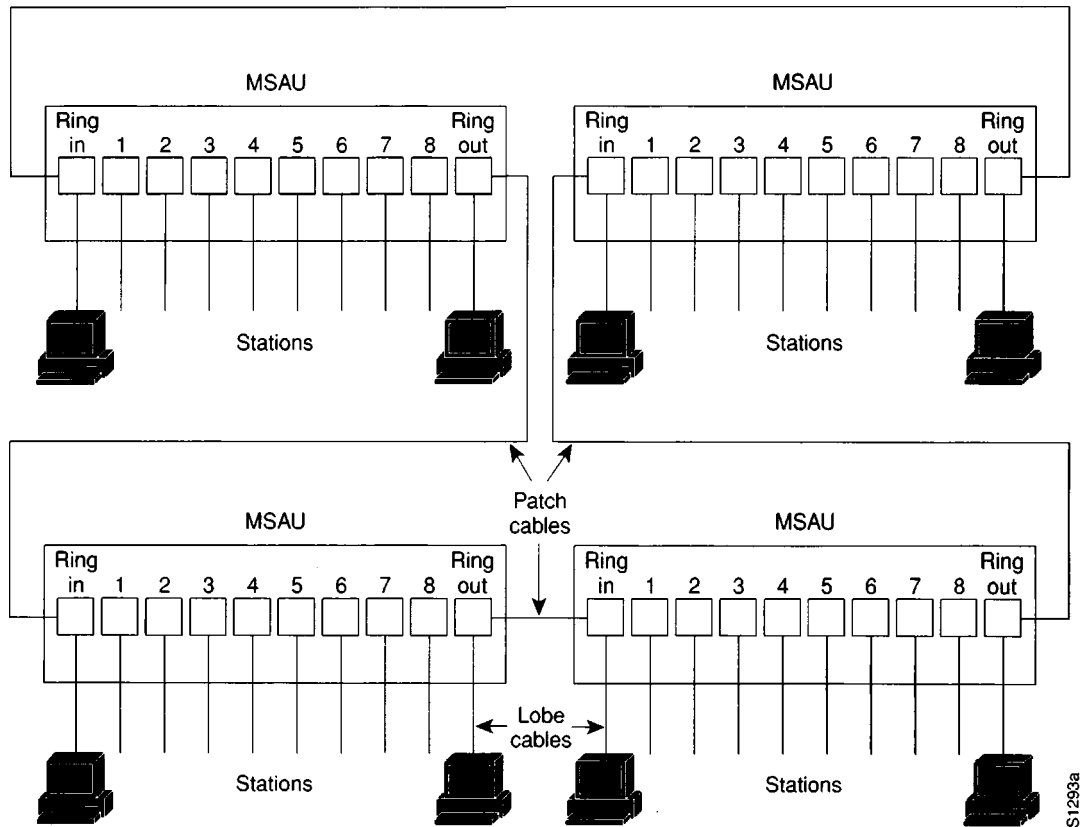 MSAU
Ring in 1 2 3 4 5 6 7 8 Ring out
Stations
MSAU
Ring in 1 2 3 4 5 6 7 8 Ring out
Stations
Patch
cables
MSAU
Ring in 1 2 3 4 5 6 7 8 Ring out
Stations
MSAU
Ring in 1 2 3 4 5 6 7 8 Ring out
Stations
Lobe
cables
S1293a